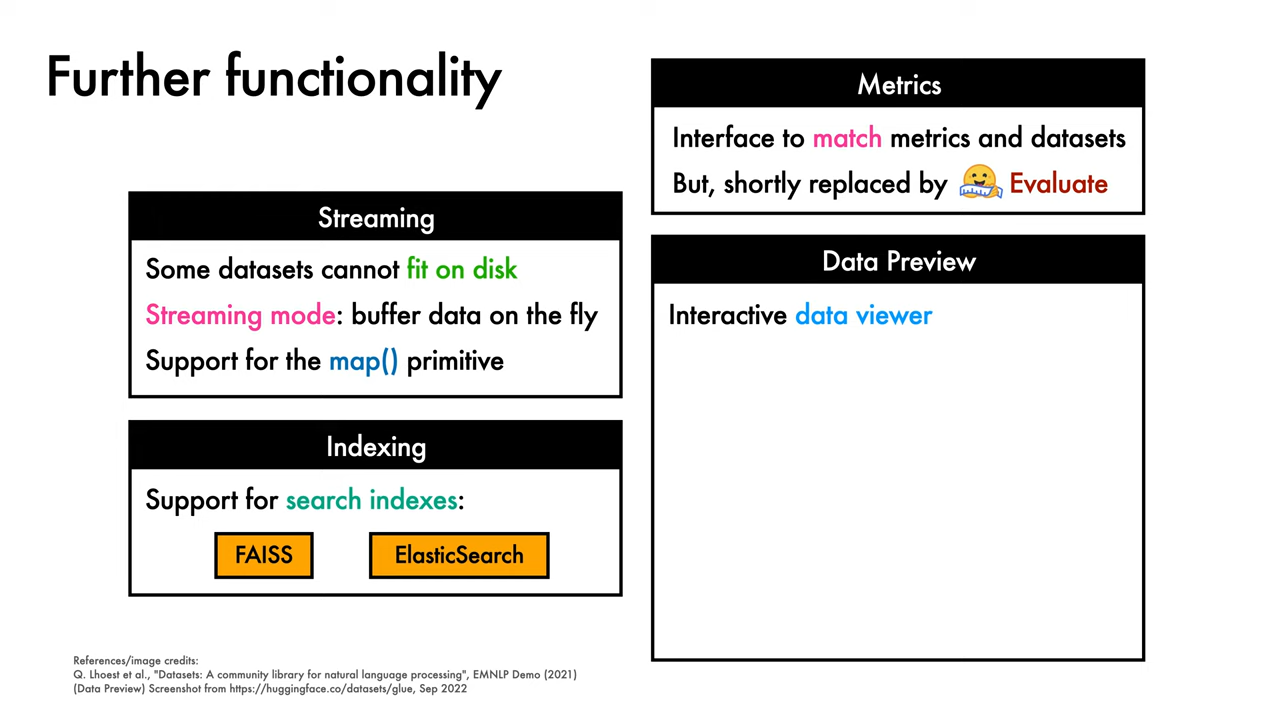 Further functionality
Streaming
Some datasets cannot fit on disk
Streaming mode: buffer data on the fly
Support for the map() primitive
Indexing
Support for search indexes:
FAISS
ElasticSearch
Metrics
Interface to match metrics and datasets
But, shortly replaced by Evaluate
Data Preview
Interactive data viewer
References/image credits:
Q. Lhoest et al., "Datasets: A community library for natural language processing", EMNLP Demo (2021)
(Data Preview) Screenshot from https://huggingface.co/datasets/glue, Sep 2022